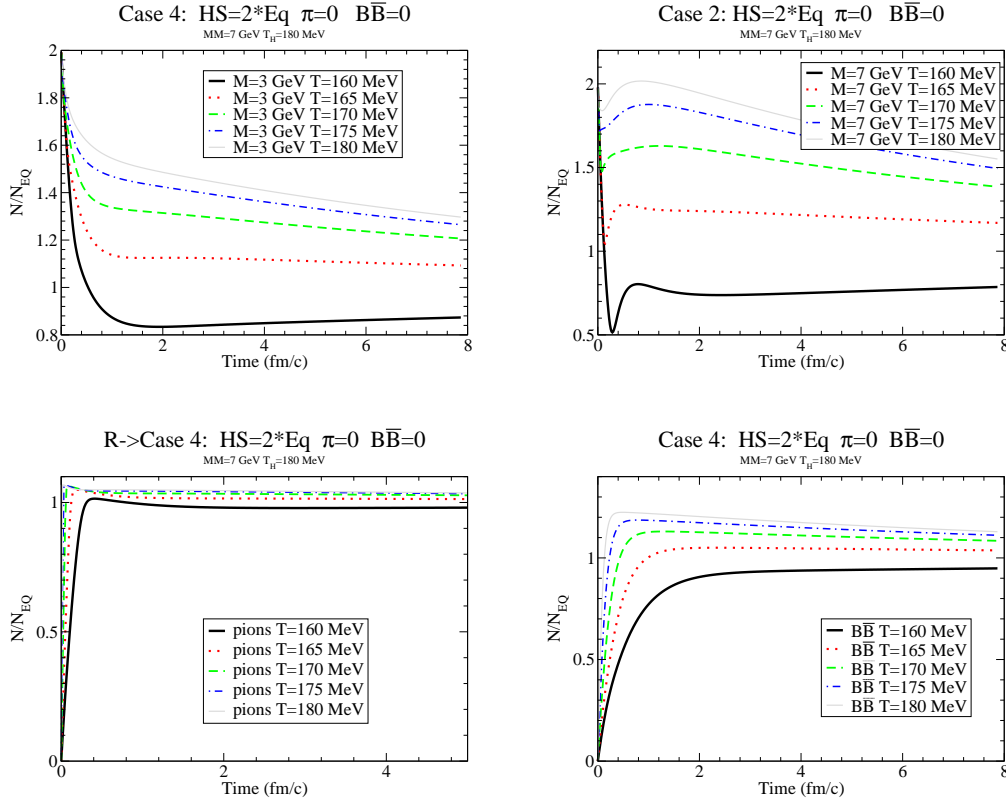 Case 4: HS=2*Eq π=0 BB̅=0
MM=7 GeV T_H=180 MeV
2
1.8
1.6
1.4
1.2
1
0.8
N/N_EQ
M=3 GeV T=160 MeV
M=3 GeV T=165 MeV
M=3 GeV T=170 MeV
M=3 GeV T=175 MeV
M=3 GeV T=180 MeV
0 2 4 6 8
Time (fm/c)
Case 2: HS=2*Eq π=0 BB̅=0
MM=7 GeV T_H=180 MeV
2
1.5
1
0.5
N/N_EQ
M=7 GeV T=160 MeV
M=7 GeV T=165 MeV
M=7 GeV T=170 MeV
M=7 GeV T=175 MeV
M=7 GeV T=180 MeV
0 2 4 6 8
Time (fm/c)
R->Case 4: HS=2*Eq π=0 BB̅=0
MM=7 GeV T_H=180 MeV
1
0.5
0
N/N_EQ
pions T=160 MeV
pions T=165 MeV
pions T=170 MeV
pions T=175 MeV
pions T=180 MeV
0 2 4
Time (fm/c)
Case 4: HS=2*Eq π=0 BB̅=0
MM=7 GeV T_H=180 MeV
1
0.5
0
N/N_EQ
BB̅ T=160 MeV
BB̅ T=165 MeV
BB̅ T=170 MeV
BB̅ T=175 MeV
BB̅ T=180 MeV
0 2 4 6 8
Time (fm/c)